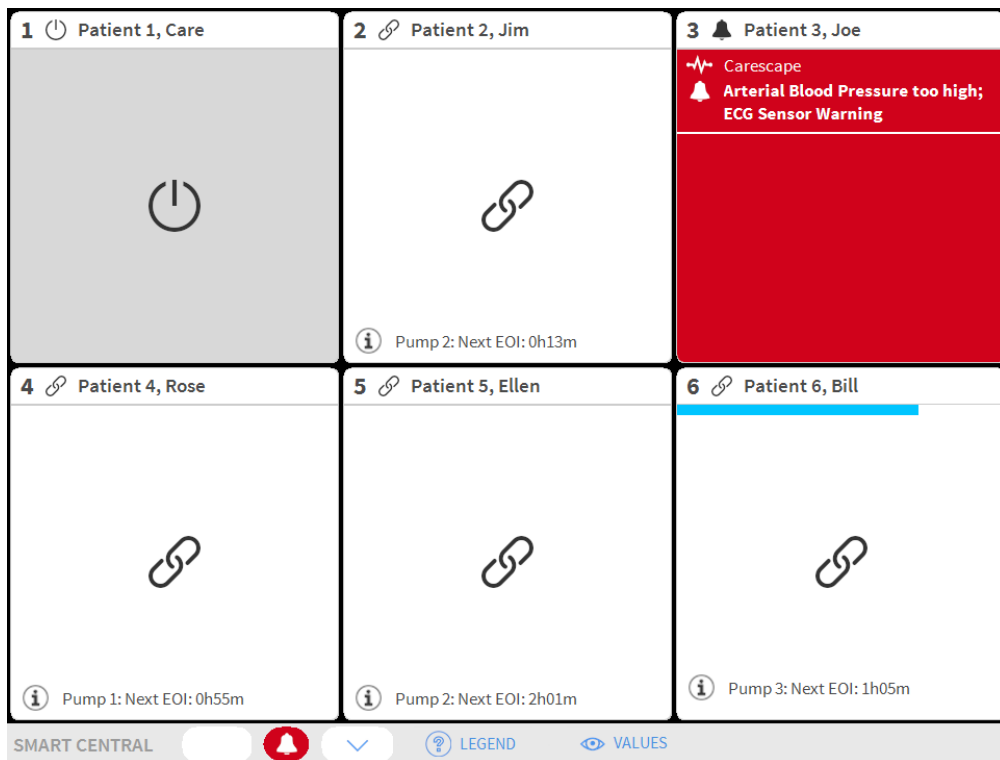 1 Patient 1, Care
2 Patient 2, Jim
3 Patient 3, Joe
Carescape
Arterial Blood Pressure too high;
ECG Sensor Warning
Pump 2: Next EOI: 0h13m
4 Patient 4, Rose
5 Patient 5, Ellen
6 Patient 6, Bill
Pump 1: Next EOI: 0h55m
Pump 2: Next EOI: 2h01m
Pump 3: Next EOI: 1h05m
SMART CENTRAL
LEGEND
VALUES